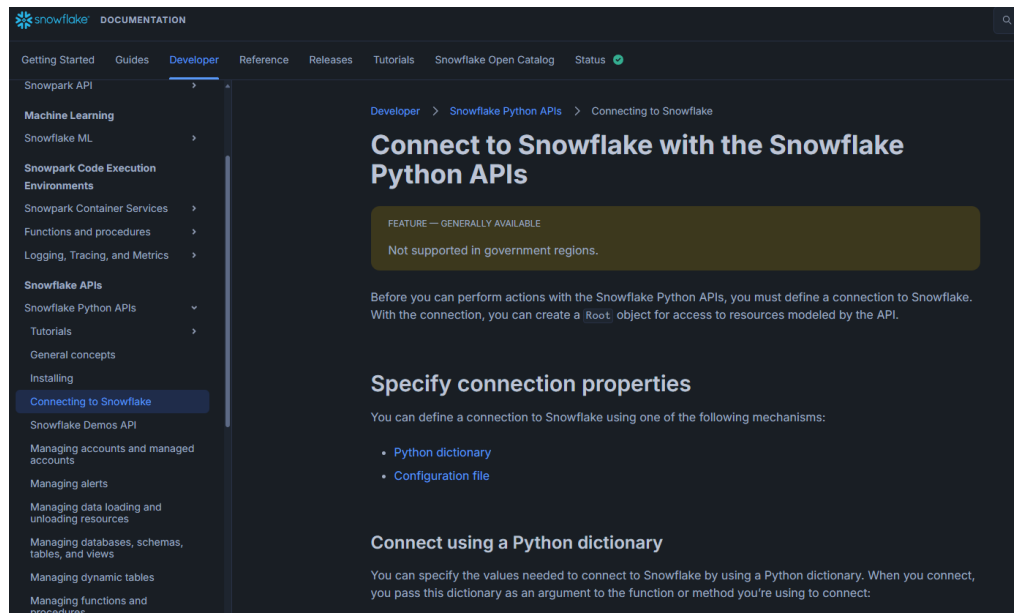 snowflake® DOCUMENTATION
Getting Started Guides Developer Reference Releases Tutorials Snowflake Open Catalog Status
Snowpark API
Machine Learning
Snowflake ML
Snowpark Code Execution
Environments
Snowpark Container Services
Functions and procedures
Logging, Tracing, and Metrics
Snowflake APIs
Snowflake Python APIs
Tutorials
General concepts
Installing
Connecting to Snowflake
Snowflake Demos API
Managing accounts and managed
accounts
Managing alerts
Managing data loading and
unloading resources
Managing databases, schemas,
tables, and views
Managing dynamic tables
Managing functions and
procedures
Developer > Snowflake Python APIs > Connecting to Snowflake
Connect to Snowflake with the Snowflake
Python APIs
FEATURE — GENERALLY AVAILABLE
Not supported in government regions.
Before you can perform actions with the Snowflake Python APIs, you must define a connection to Snowflake.
With the connection, you can create a Root object for access to resources modeled by the API.
Specify connection properties
You can define a connection to Snowflake using one of the following mechanisms:
• Python dictionary
• Configuration file
Connect using a Python dictionary
You can specify the values needed to connect to Snowflake by using a Python dictionary. When you connect,
you pass this dictionary as an argument to the function or method you're using to connect: